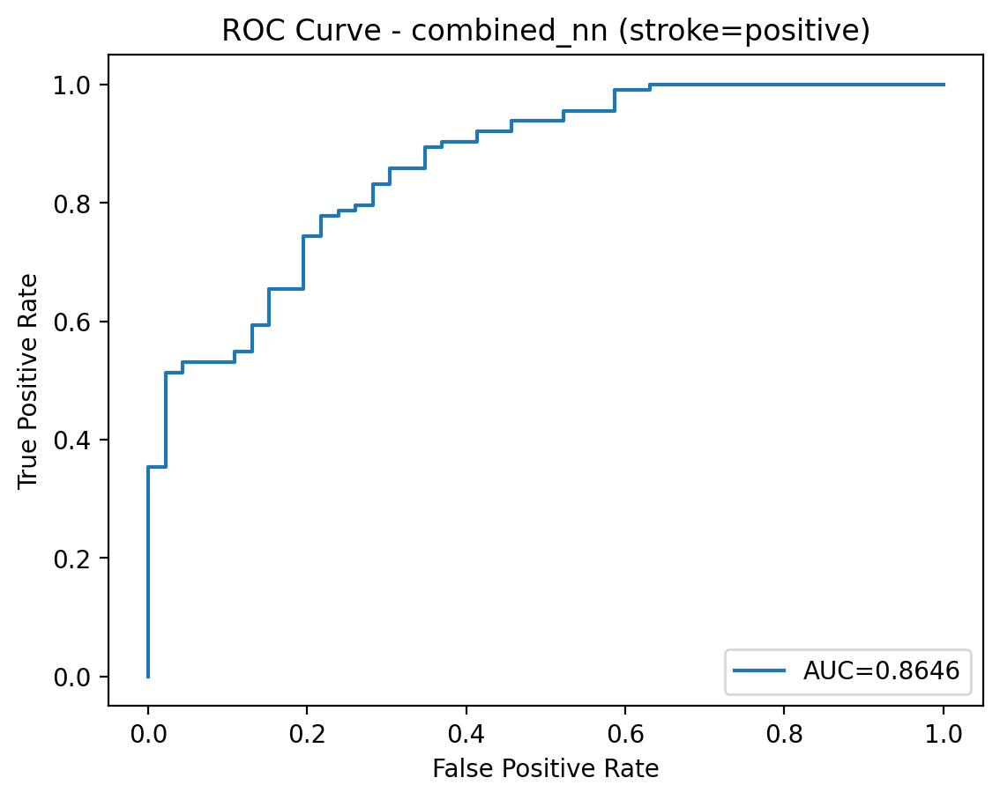 ROC Curve - combined_nn (stroke=positive)
True Positive Rate
1.0
0.8
0.6
0.4
0.2
0.0
AUC=0.8646
0.0 0.2 0.4 0.6 0.8 1.0
False Positive Rate